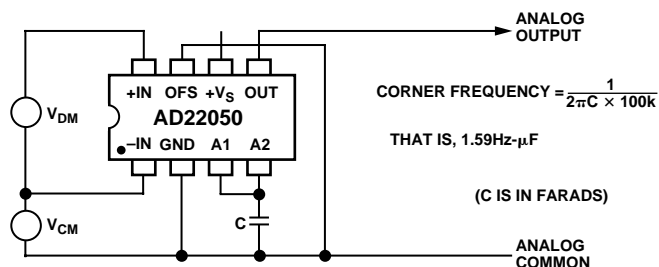 ANALOG
OUTPUT
+IN OFS +VS OUT
AD22050
–IN GND A1 A2
VDM
VCM
C
CORNER FREQUENCY = 1
2πC × 100k
THAT IS, 1.59Hz-μF
(C IS IN FARADS)
ANALOG
COMMON